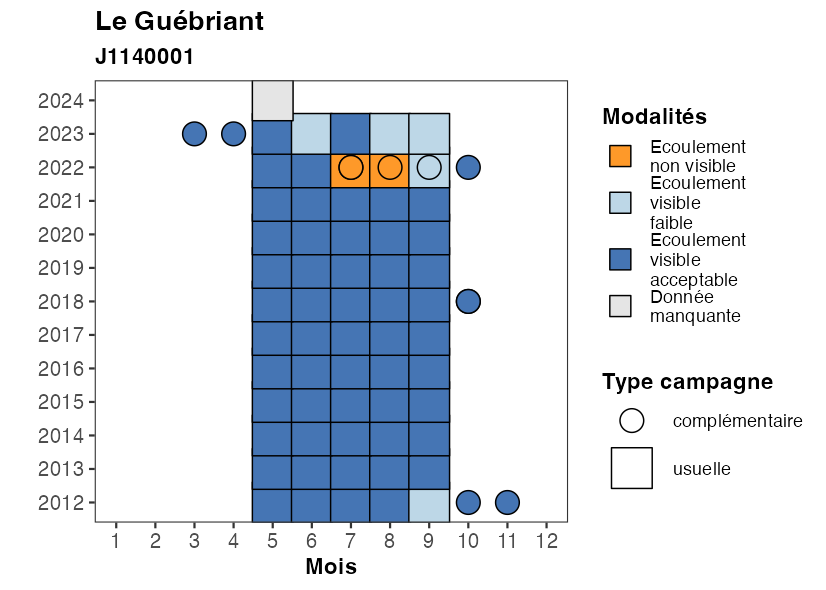 Le Guébriant
J1140001
2024
2023
2022
2021
2020
2019
2018
2017
2016
2015
2014
2013
2012
1 2 3 4 5 6 7 8 9 10 11 12
Mois
Modalités
Ecoulement
non visible
Ecoulement
visible
faible
Ecoulement
visible
acceptable
Donnée
manquante
Type campagne
complémentaire
usuelle